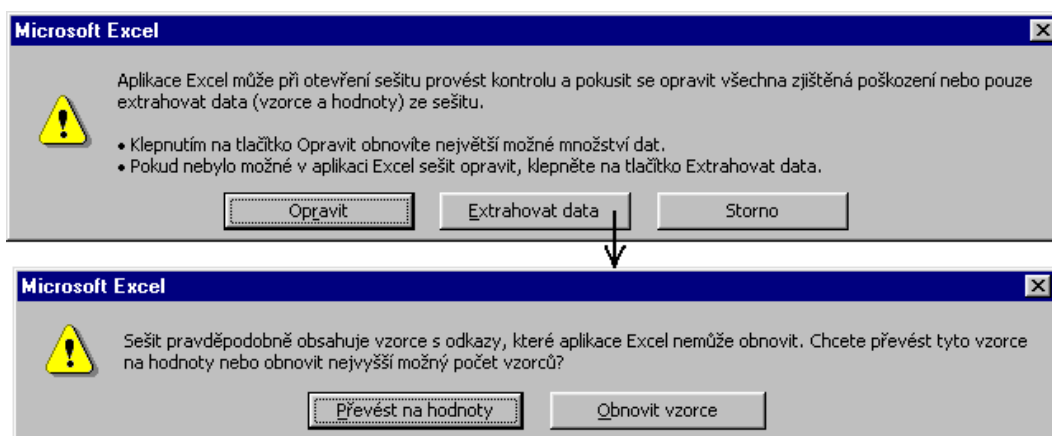 Microsoft Excel
Aplikace Excel může při otevření sešitu provést kontrolu a pokusit se opravit všechna zjištěná poškození nebo pouze
extrahovat data (vzorce a hodnoty) ze sešitu.
• Klepnutím na tlačítko Opravit obnovíte největší možné množství dat.
• Pokud nebylo možné v aplikaci Excel sešit opravit, klepněte na tlačítko Extrahovat data.
Opravit Extrahovat data Storno
Microsoft Excel
Sešit pravděpodobně obsahuje vzorce s odkazy, které aplikace Excel nemůže obnovit. Chcete převést tyto vzorce
na hodnoty nebo obnovit nejvyšší možný počet vzorců?
Převést na hodnoty Obnovit vzorce